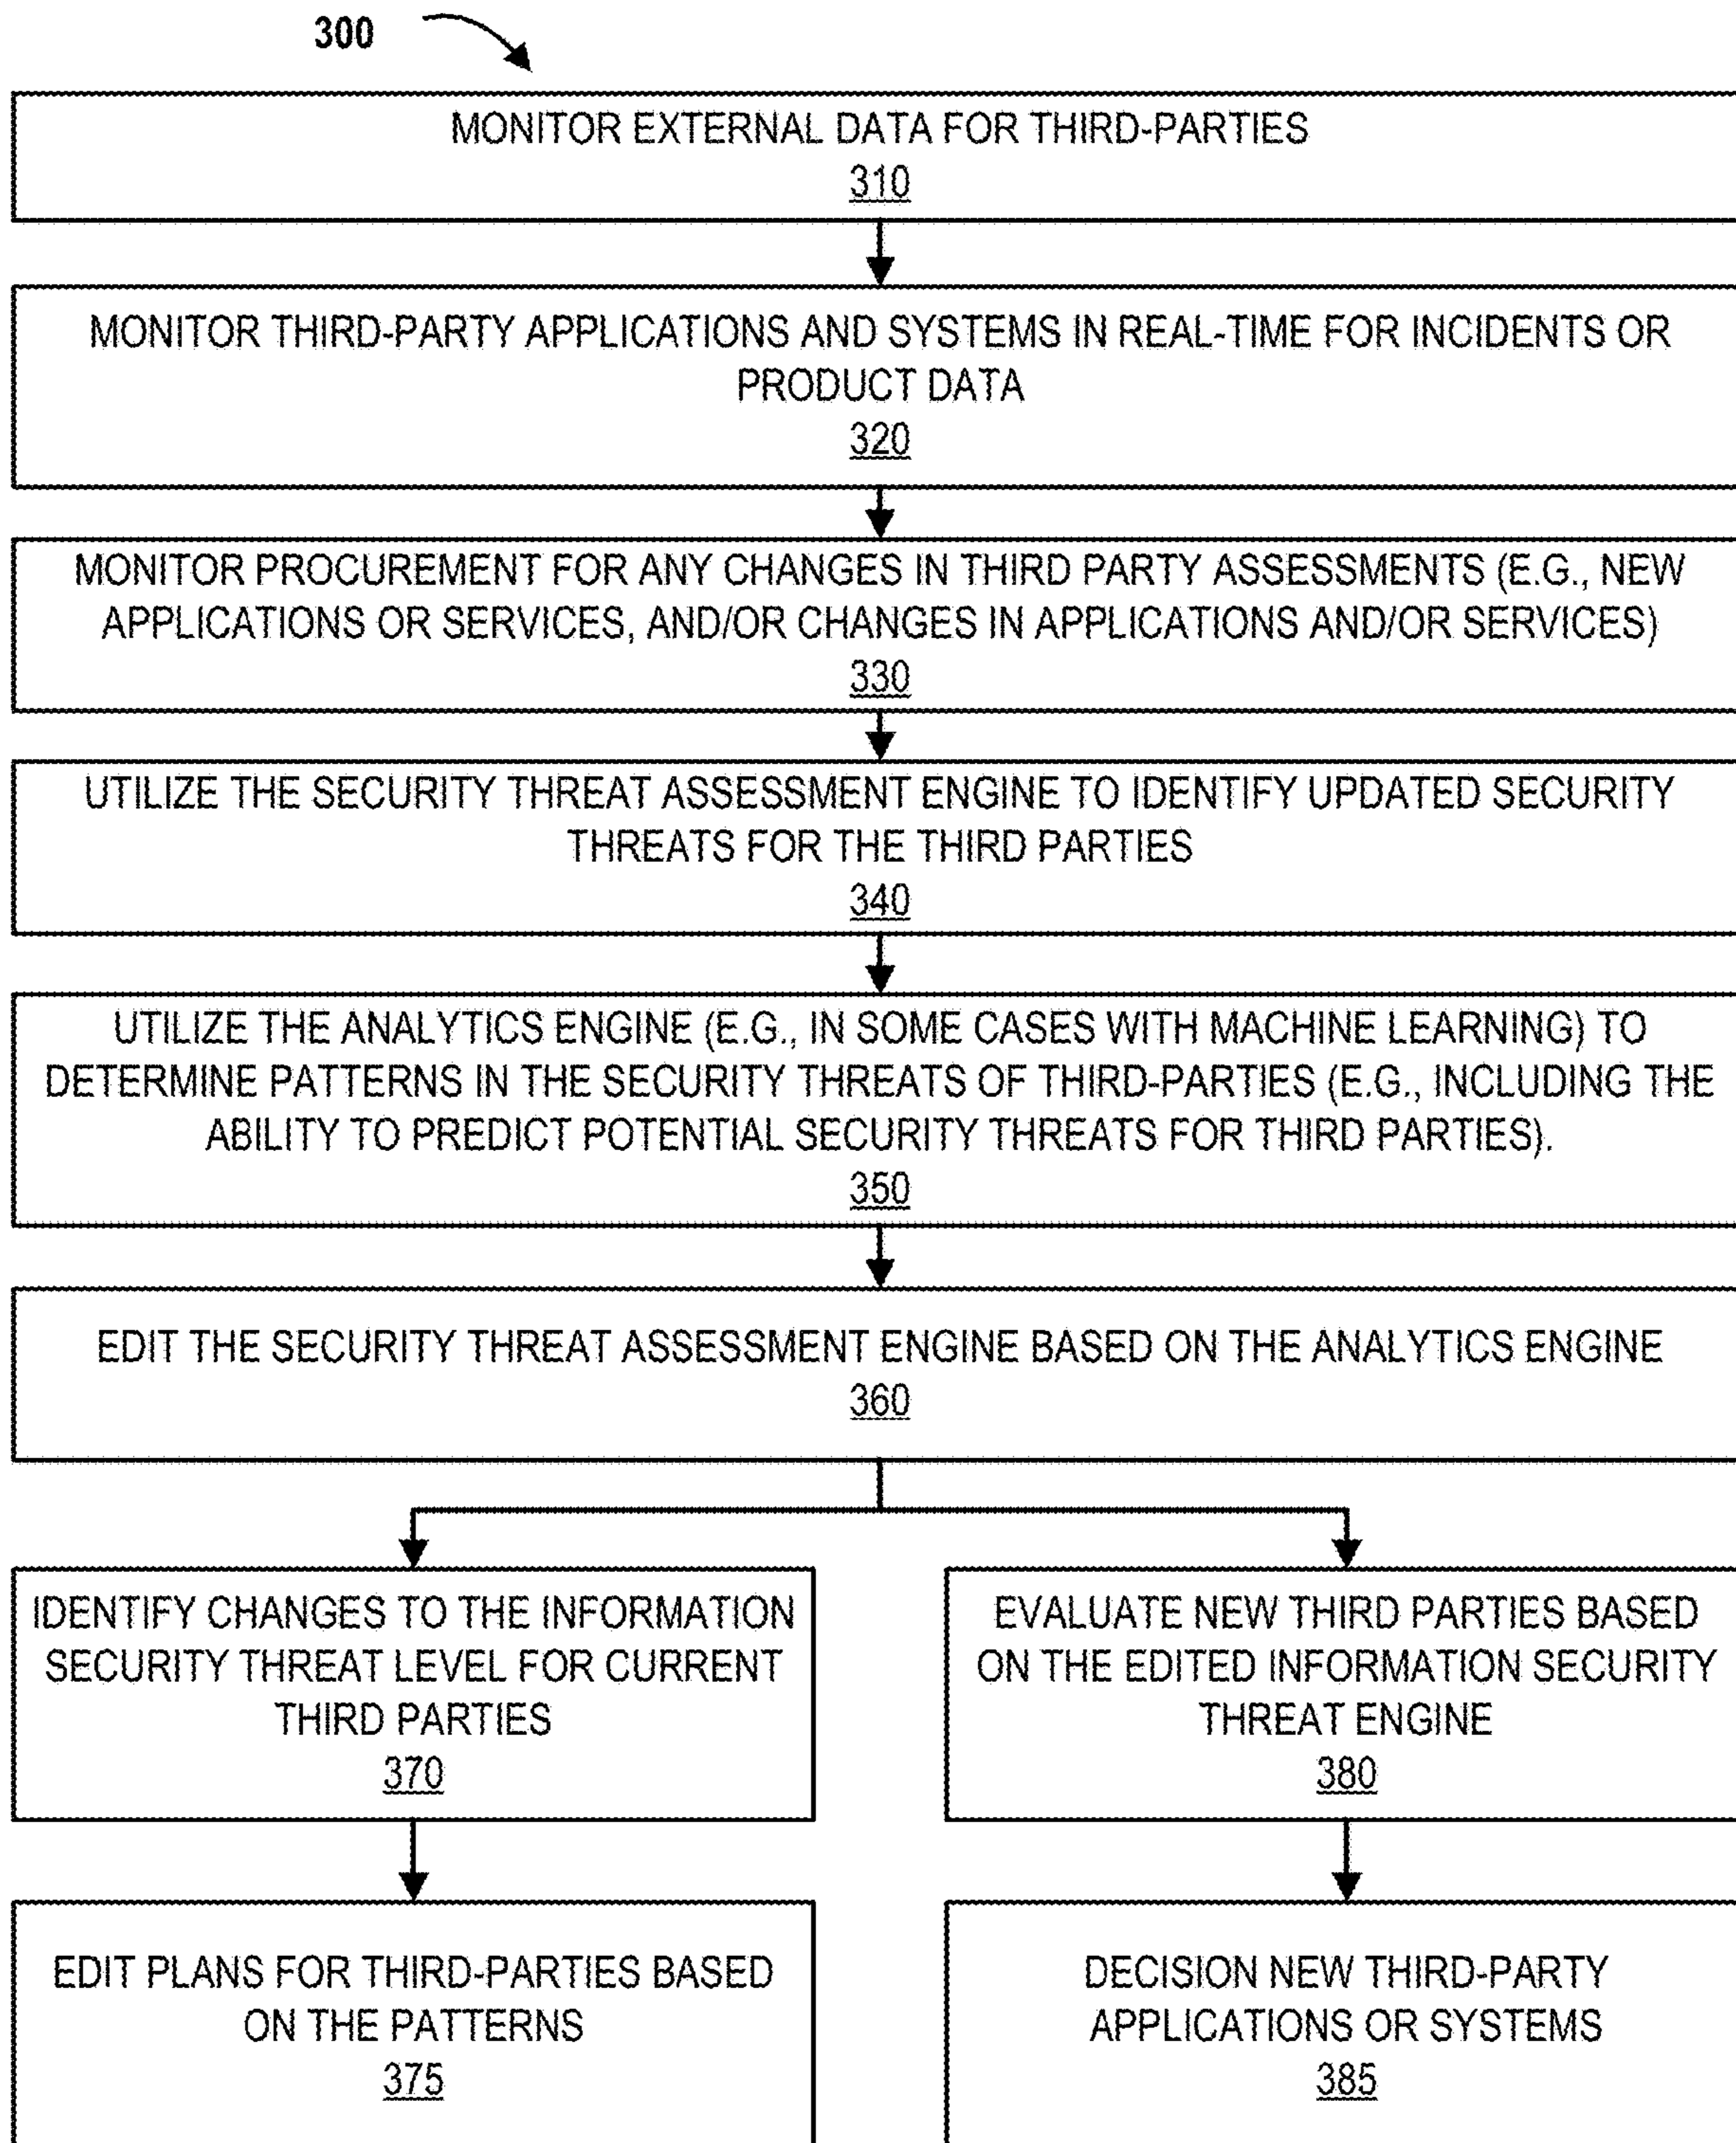 300
MONITOR EXTERNAL DATA FOR THIRD-PARTIES
310
MONITOR THIRD-PARTY APPLICATIONS AND SYSTEMS IN REAL-TIME FOR INCIDENTS OR
PRODUCT DATA
320
MONITOR PROCUREMENT FOR ANY CHANGES IN THIRD PARTY ASSESSMENTS (E.G., NEW
APPLICATIONS OR SERVICES, AND/OR CHANGES IN APPLICATIONS AND/OR SERVICES)
330
UTILIZE THE SECURITY THREAT ASSESSMENT ENGINE TO IDENTIFY UPDATED SECURITY
THREATS FOR THE THIRD PARTIES
340
UTILIZE THE ANALYTICS ENGINE (E.G., IN SOME CASES WITH MACHINE LEARNING) TO
DETERMINE PATTERNS IN THE SECURITY THREATS OF THIRD-PARTIES (E.G., INCLUDING THE
ABILITY TO PREDICT POTENTIAL SECURITY THREATS FOR THIRD PARTIES).
350
EDIT THE SECURITY THREAT ASSESSMENT ENGINE BASED ON THE ANALYTICS ENGINE
360
IDENTIFY CHANGES TO THE INFORMATION
SECURITY THREAT LEVEL FOR CURRENT
THIRD PARTIES
370
EVALUATE NEW THIRD PARTIES BASED
ON THE EDITED INFORMATION SECURITY
THREAT ENGINE
380
EDIT PLANS FOR THIRD-PARTIES BASED
ON THE PATTERNS
375
DECISION NEW THIRD-PARTY
APPLICATIONS OR SYSTEMS
385